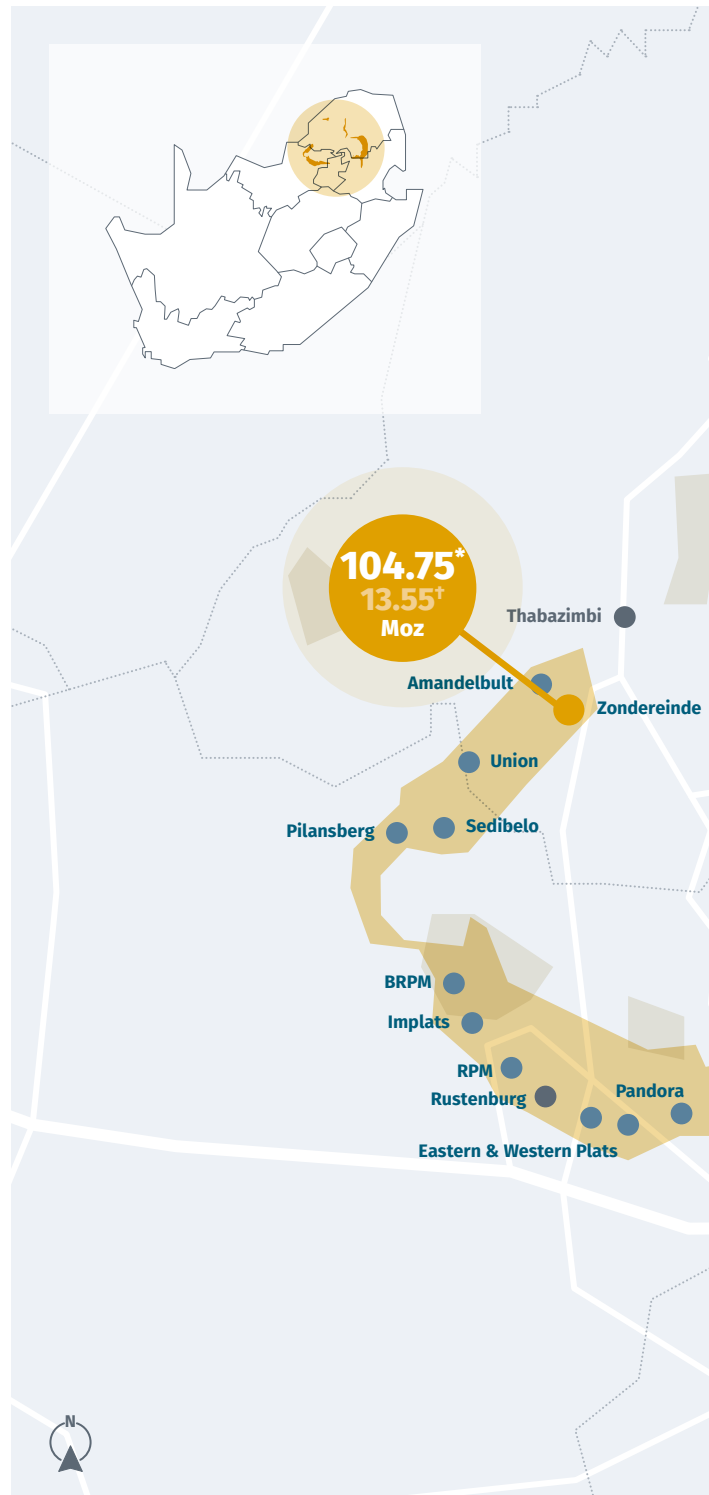 104.75*
13.55†
Moz
Thabazimbi
Amandelbult
Zondereinde
Union
Sedibelo
Pilansberg
BRPM
Implats
RPM
Rustenburg
Pandora
Eastern & Western Plats
N